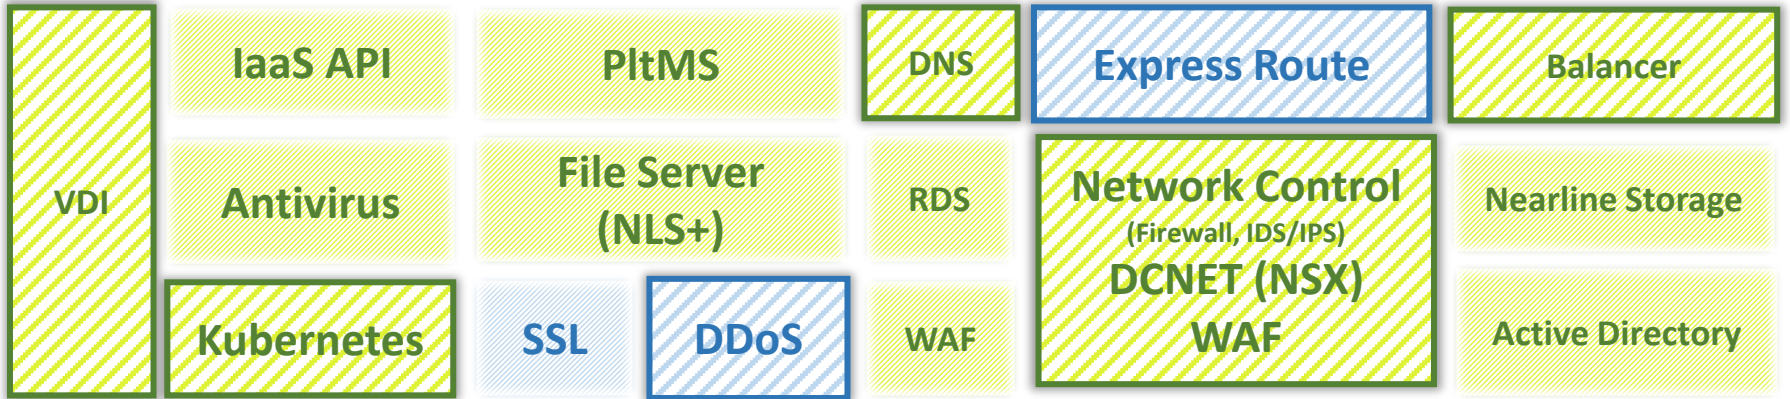 VDI
IaaS API
PltMS
DNS
Express Route
Balancer
Antivirus
File Server
(NLS+)
RDS
Network Control
(Firewall, IDS/IPS)
DCNET (NSX)
WAF
Nearline Storage
Kubernetes
SSL
DDoS
WAF
Active Directory